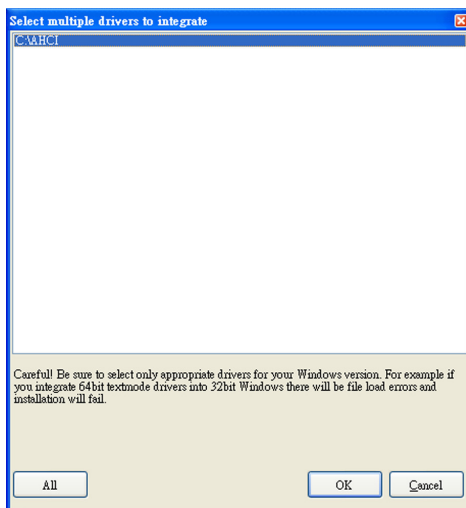 Select multiple drivers to integrate
C:\AHCI
Careful! Be sure to select only appropriate drivers for your Windows version. For example if
you integrate 64bit textmode drivers into 32bit Windows there will be file load errors and
installation will fail.
All OK Cancel